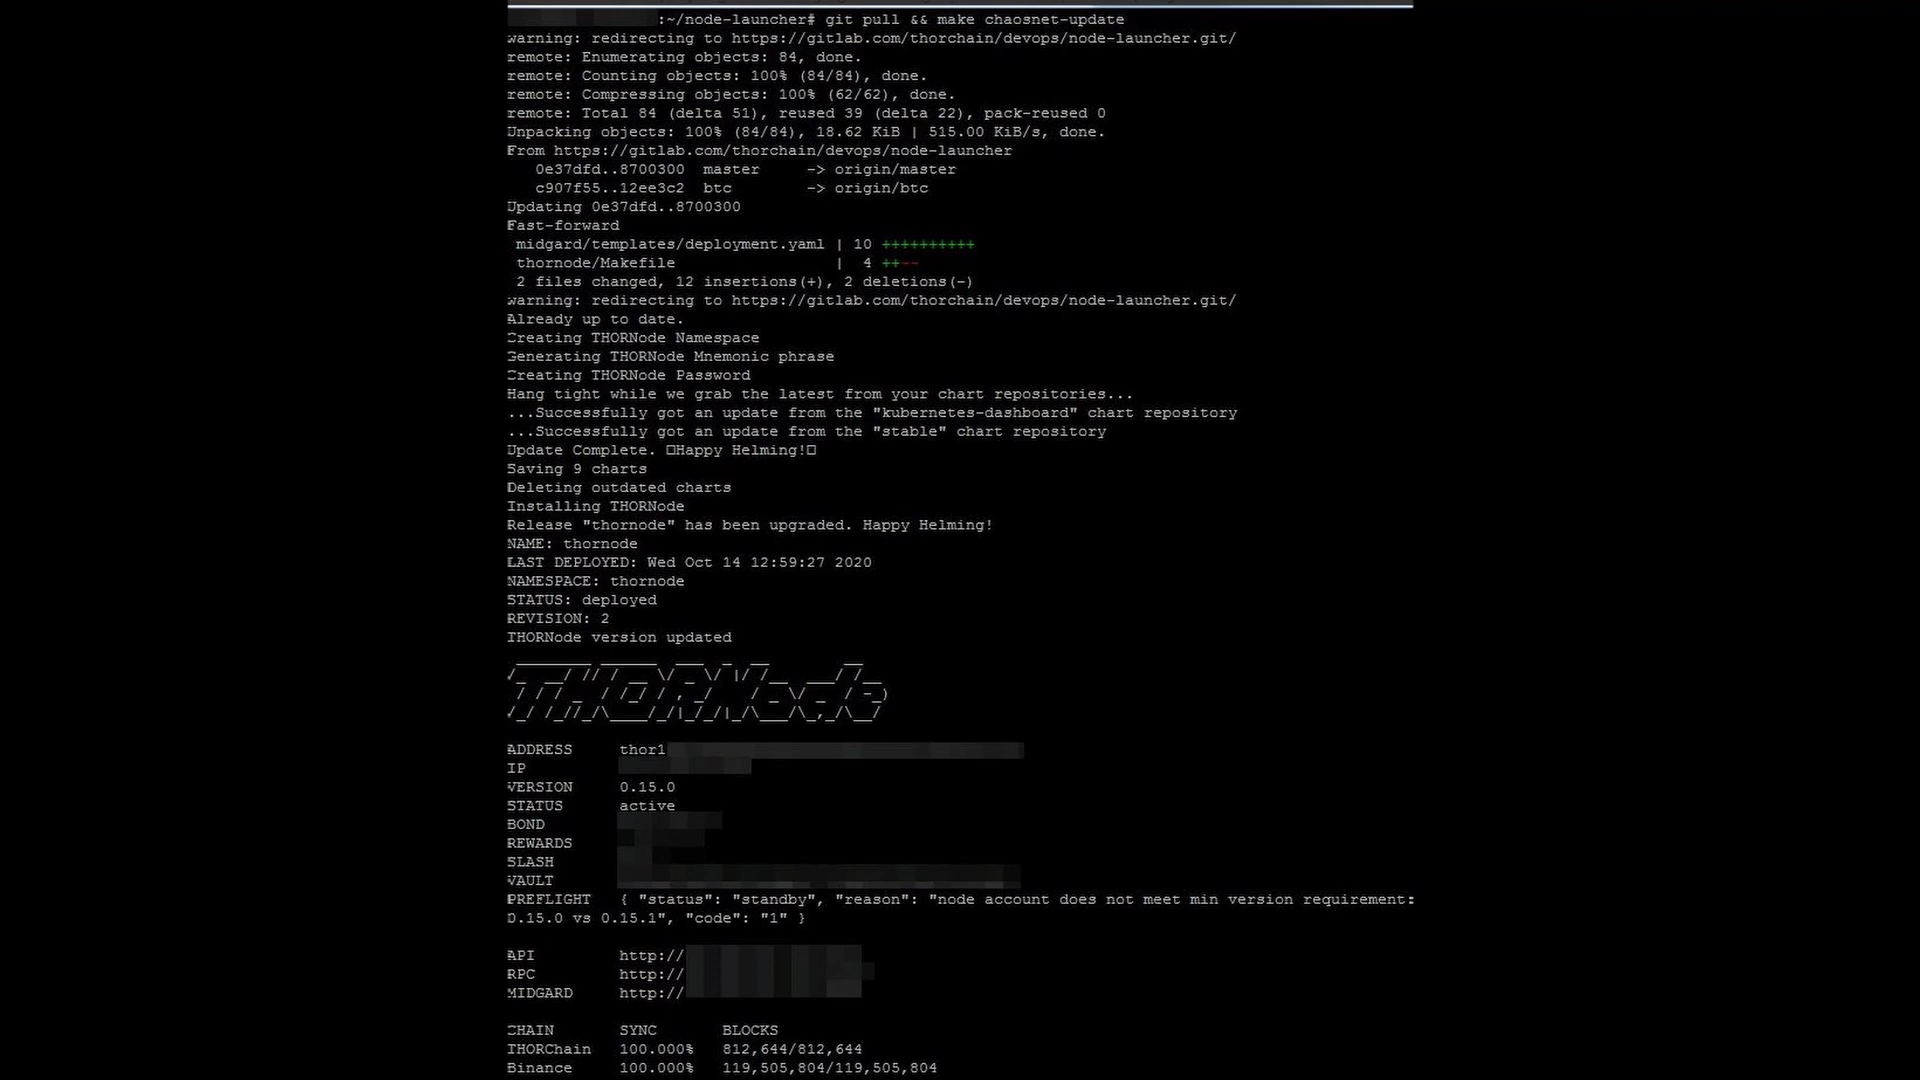 :~/node-launcher# git pull && make chaosnet-update
warning: redirecting to https://gitlab.com/thorchain/devops/node-launcher.git/
remote: Enumerating objects: 84, done.
remote: Counting objects: 100% (84/84), done.
remote: Compressing objects: 100% (62/62), done.
remote: Total 84 (delta 51), reused 39 (delta 22), pack-reused 0
Unpacking objects: 100% (84/84), 18.62 KiB | 515.00 KiB/s, done.
From https://gitlab.com/thorchain/devops/node-launcher
0e37dfd..8700300  master     -> origin/master
c907f55..12ee3c2  btc        -> origin/btc
Updating 0e37dfd..8700300
Fast-forward
midgard/templates/deployment.yaml | 10 ++++++++++
thornode/Makefile                 |  4 ++--
2 files changed, 12 insertions(+), 2 deletions(-)
warning: redirecting to https://gitlab.com/thorchain/devops/node-launcher.git/
Already up to date.
Creating THORNode Namespace
Generating THORNode Mnemonic phrase
Creating THORNode Password
Hang tight while we grab the latest from your chart repositories...
...Successfully got an update from the "kubernetes-dashboard" chart repository
...Successfully got an update from the "stable" chart repository
Update Complete. □Happy Helming!□
Saving 9 charts
Deleting outdated charts
Installing THORNode
Release "thornode" has been upgraded. Happy Helming!
NAME: thornode
LAST DEPLOYED: Wed Oct 14 12:59:27 2020
NAMESPACE: thornode
STATUS: deployed
REVISION: 2
THORNode version updated
THORNode
ADDRESS     thor1
IP
VERSION     0.15.0
STATUS      active
BOND
REWARDS
SLASH
VAULT
PREFLIGHT   { "status": "standby", "reason": "node account does not meet min version requirement:
0.15.0 vs 0.15.1", "code": "1" }
API         http://
RPC         http://
MIDGARD     http://
CHAIN       SYNC       BLOCKS
THORChain   100.000%   812,644/812,644
Binance     100.000%   119,505,804/119,505,804